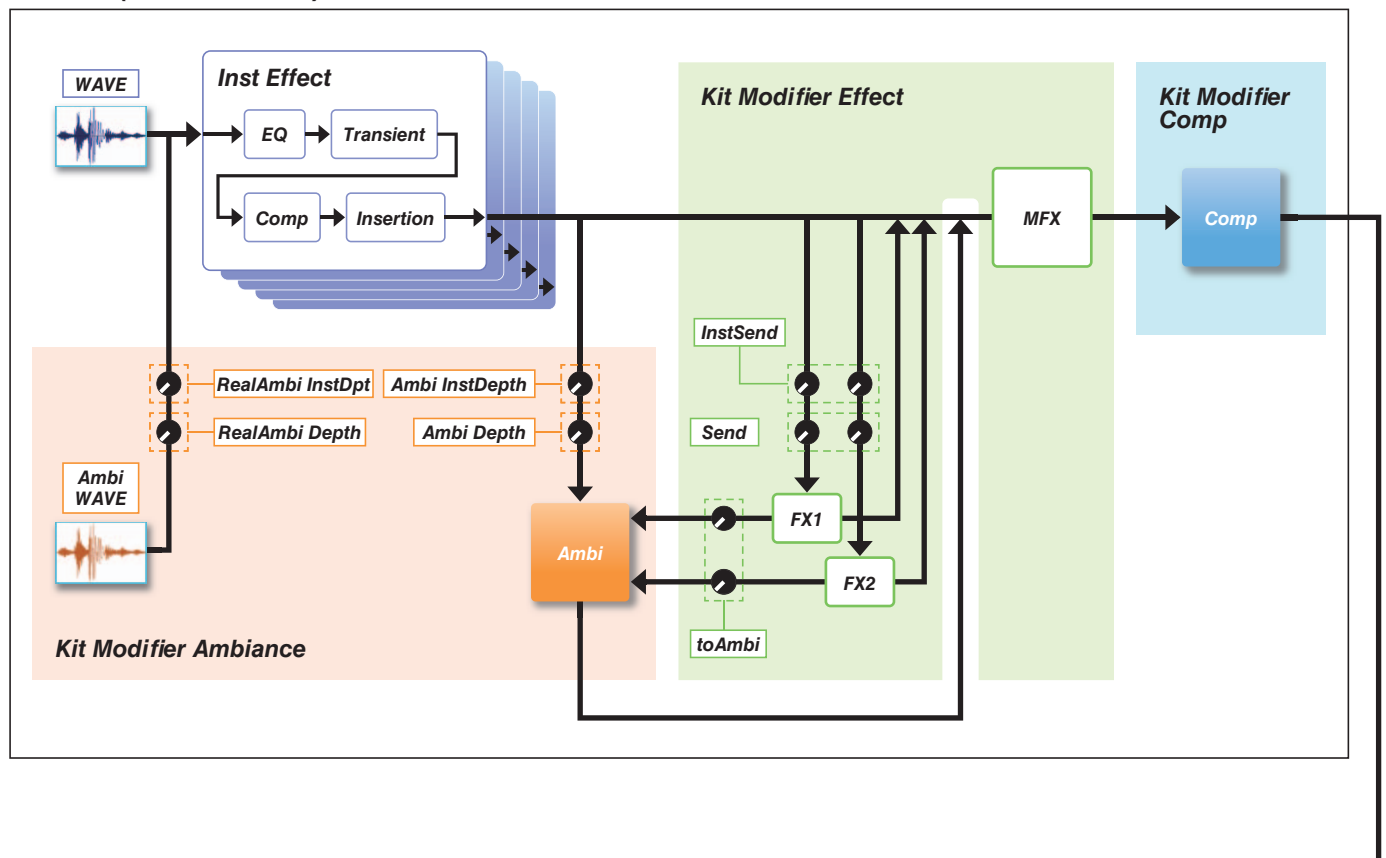 WAVE
Inst Effect
EQ
Transient
Comp
Insertion
Kit Modifier Effect
MFX
Kit Modifier
Comp
Comp
InstSend
Send
RealAmbi InstDpt
Ambi InstDepth
RealAmbi Depth
Ambi Depth
Ambi
WAVE
Ambi
FX1
FX2
toAmbi
Kit Modifier Ambiance